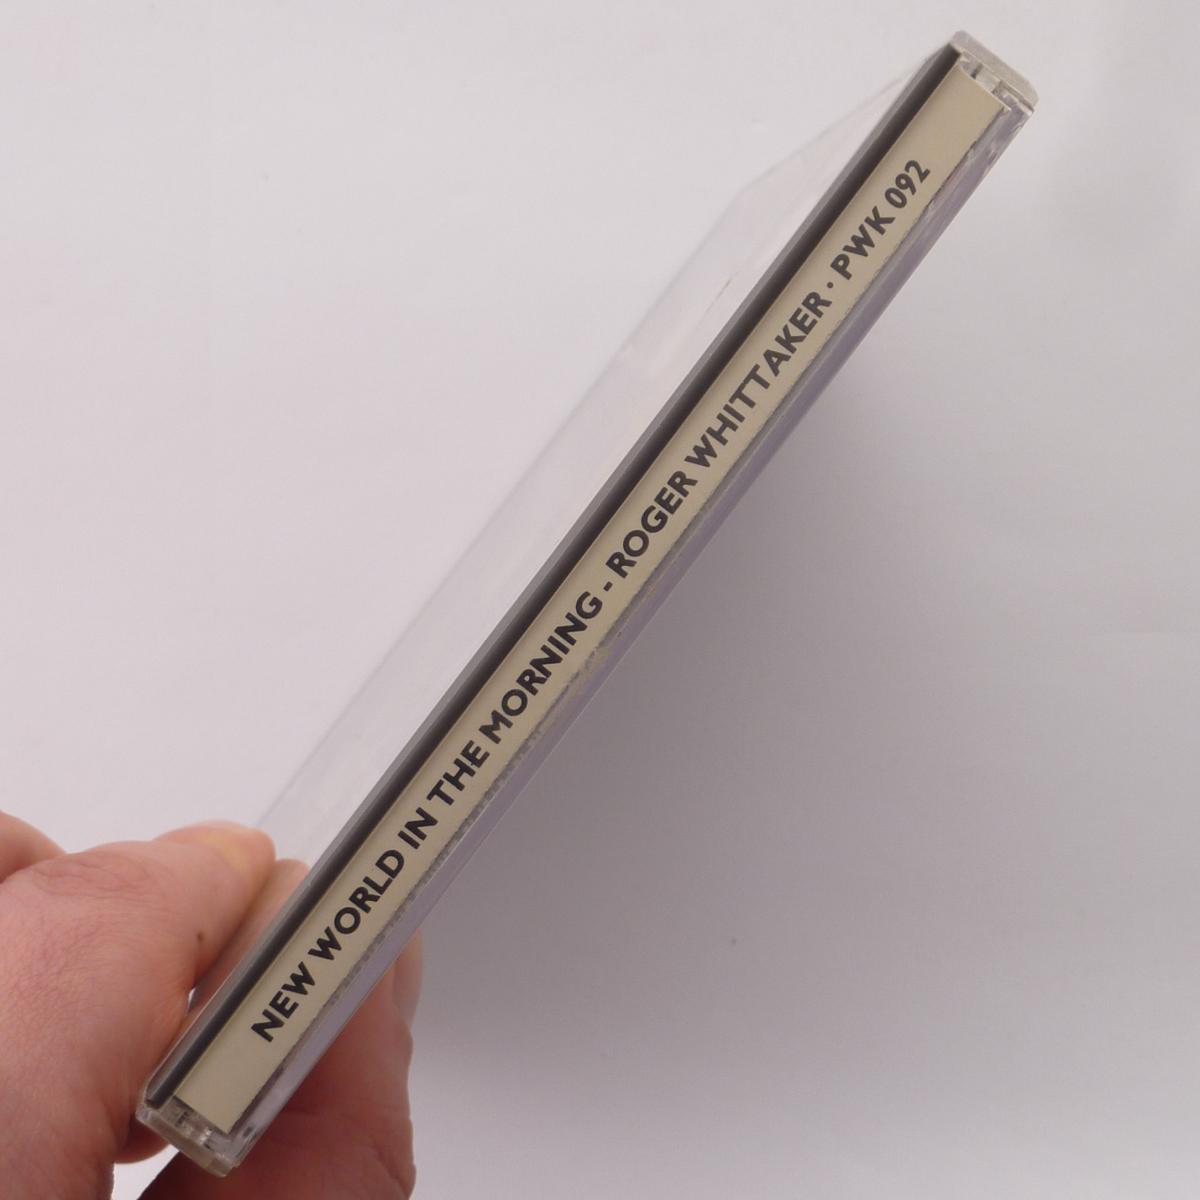 NEW WORLD IN THE MORNING - ROGER WHITTAKER · PWK 092